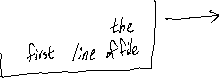 the
first line of file